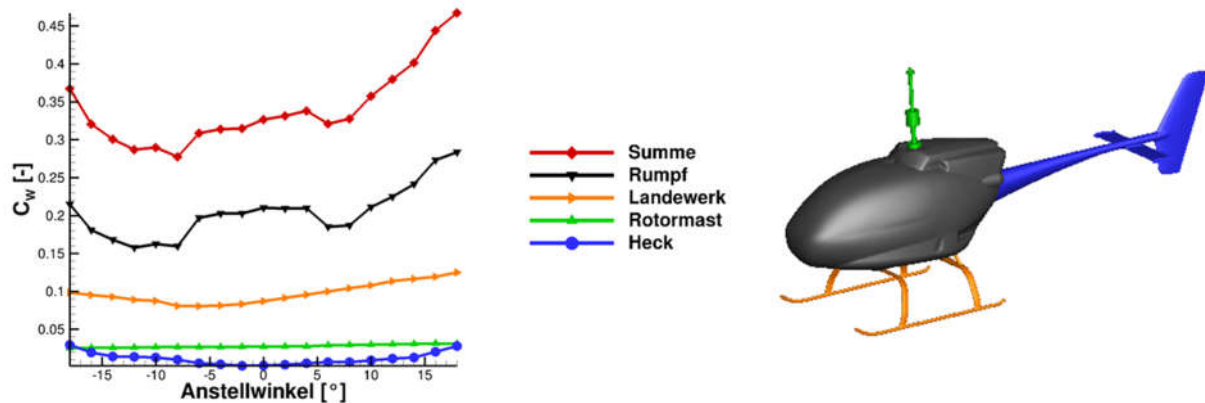 0.45
0.4
0.35
0.3
0.25
0.2
0.15
0.1
0.05
C_W [-]
-15 -10 -5 0 5 10 15
Anstellwinkel [°]
Summe
Rumpf
Landewerk
Rotormast
Heck